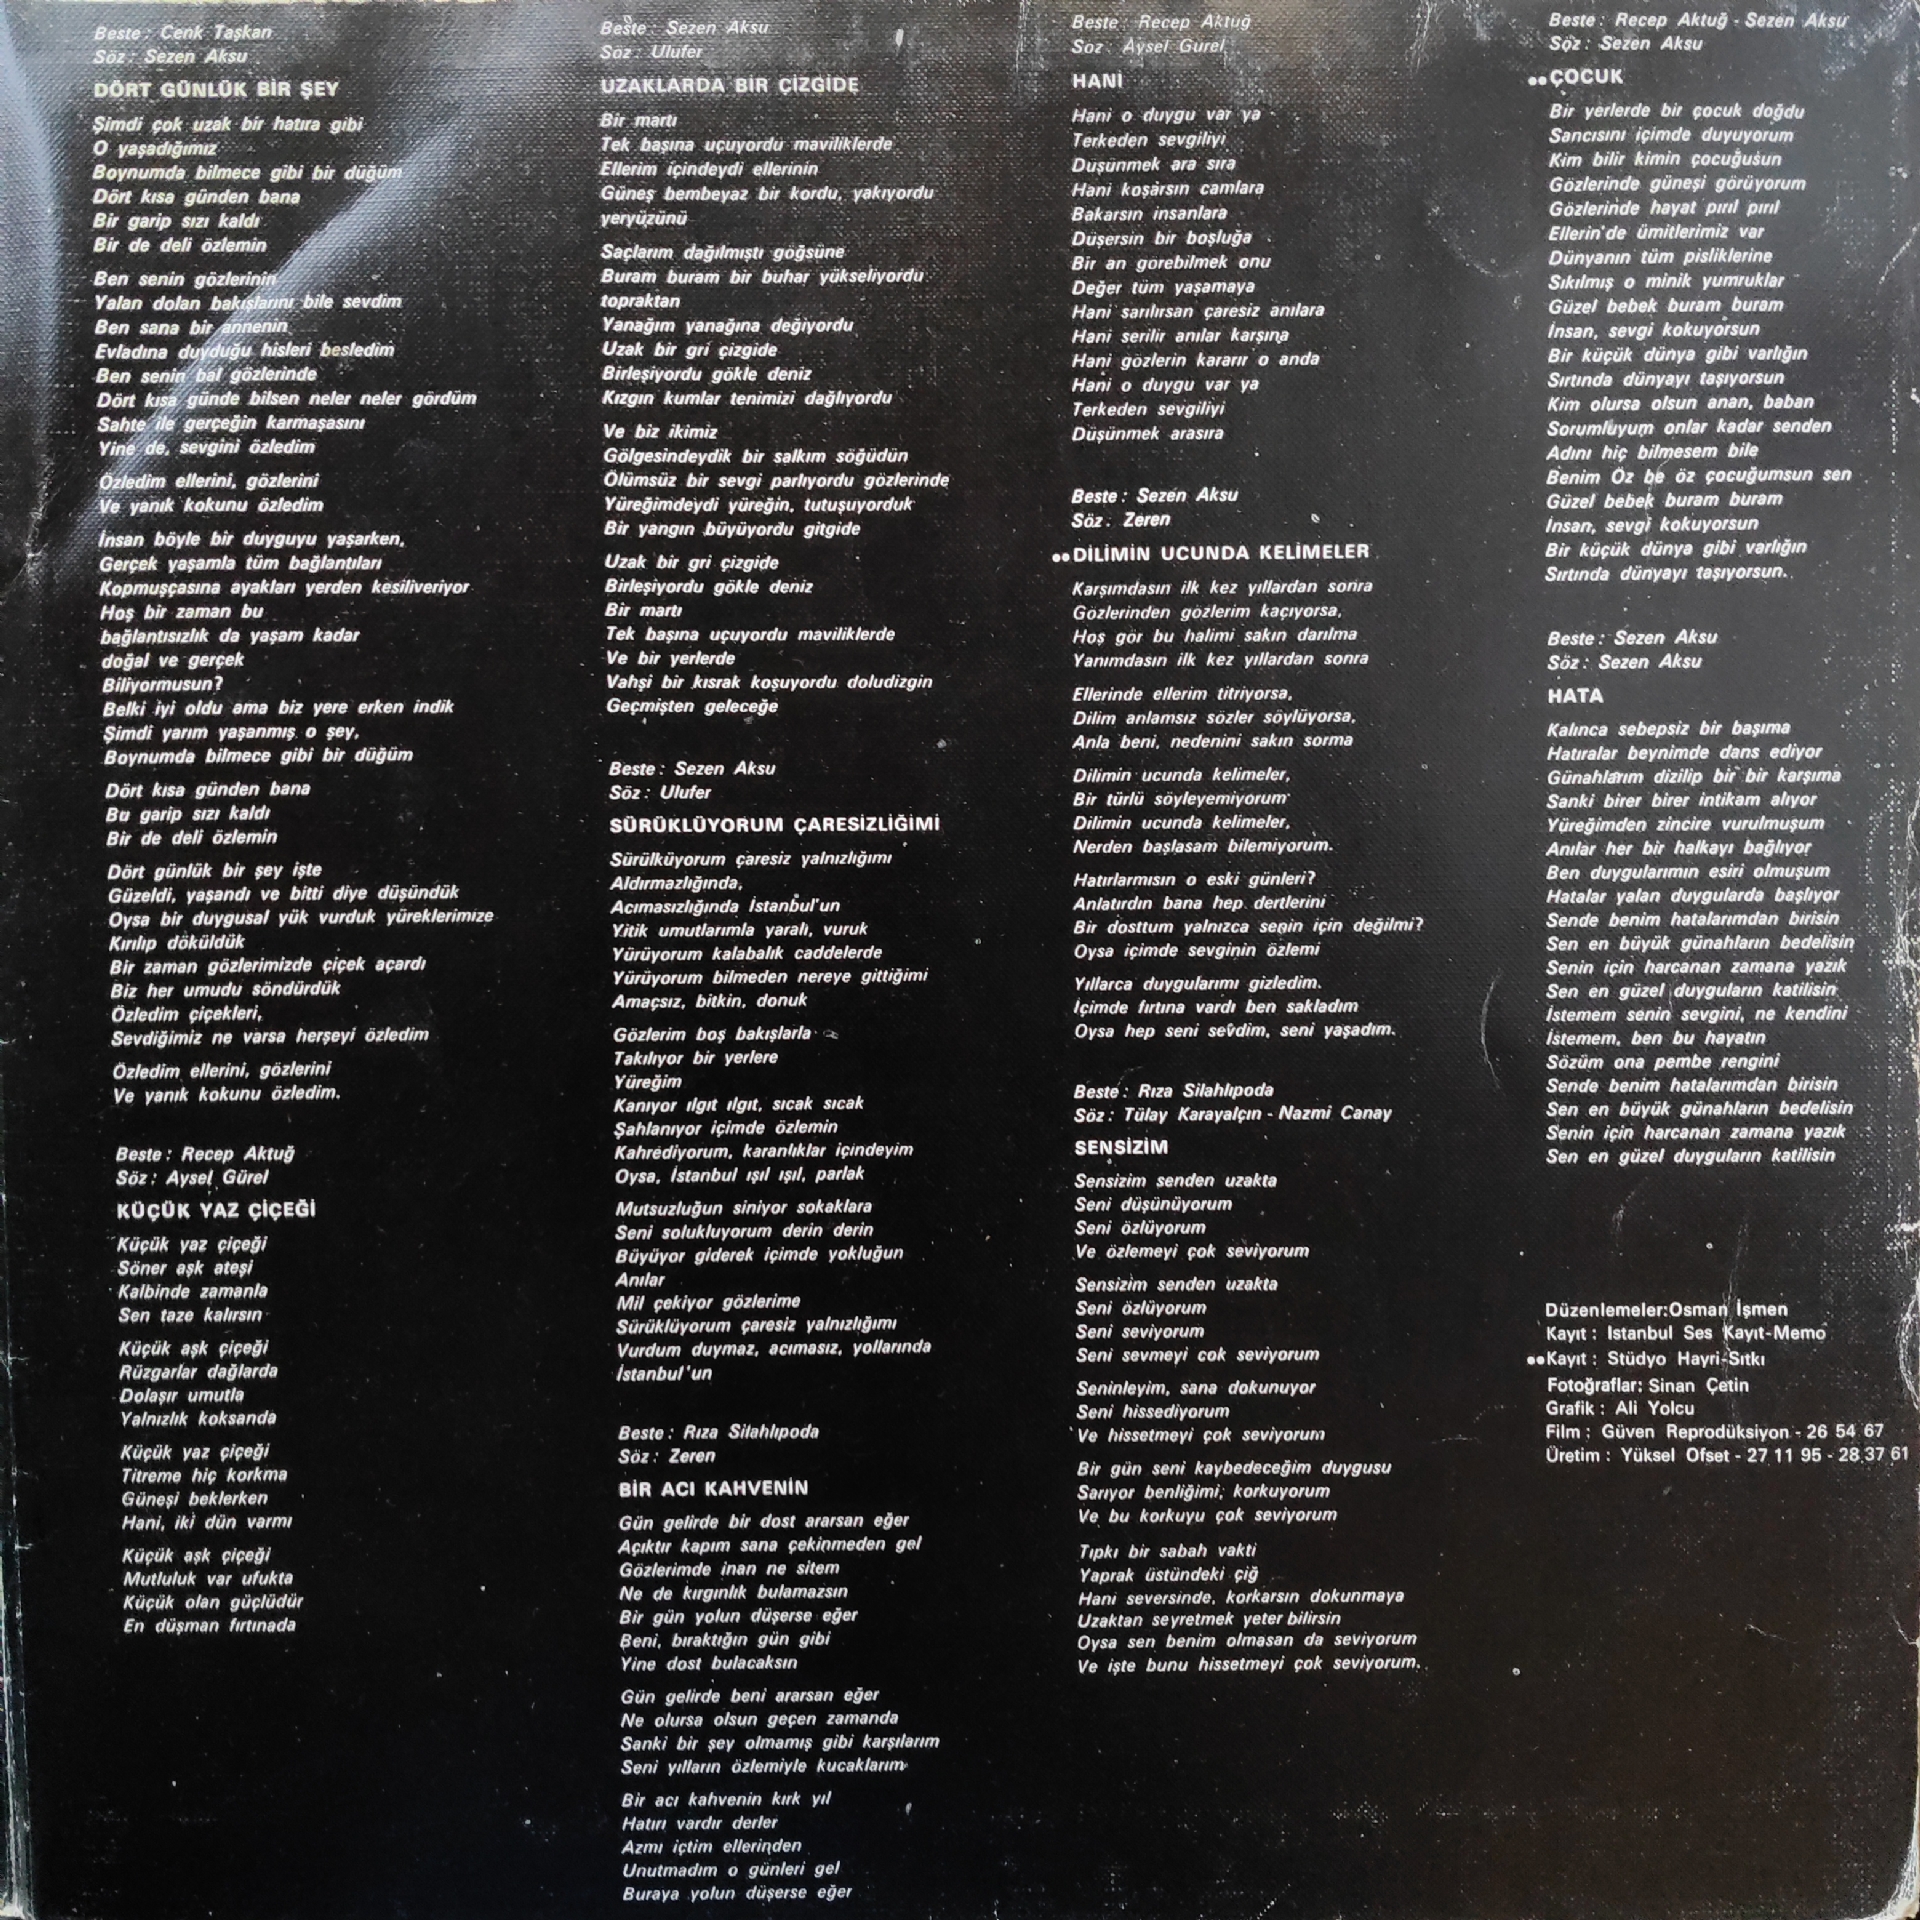 Beste : Cenk Taşkan
Söz : Sezen Aksu
DÖRT GÜNLÜK BİR ŞEY
Şimdi çok uzak bir hatıra gibi
O yaşadığımız
Boynumda bilmece gibi bir düğüm
Dört kısa günden bana
Bir garip sızı kaldı
Bir de deli özlemin
Ben senin gözlerinin
Yalan dolan bakışlarını bile sevdim
Ben sana bir annenin
Evladına duyduğu hisleri besledim
Ben senin bal gözlerinde
Dört kısa günde bilsen neler neler gördüm
Sahte ile gerçeğin karmaşasını
Yine de, sevgini özledim
Özledim ellerini, gözlerini
Ve yanık kokunu özledim
İnsan böyle bir duyguyu yaşarken,
Gerçek yaşamla tüm bağlantıları
Kopmuşçasına ayakları yerden kesiliveriyor
Hoş bir zaman bu
bağlantısızlık da yaşam kadar
doğal ve gerçek
Biliyormusun?
Belki iyi oldu ama biz yere erken indik
Şimdi yarım yaşanmış o şey,
Boynumda bilmece gibi bir düğüm
Dört kısa günden bana
Bu garip sızı kaldı
Bir de deli özlemin
Dört günlük bir şey işte
Güzeldi, yaşandı ve bitti diye düşündük
Oysa bir duygusal yük vurduk yüreklerimize
Kırılıp döküldük
Bir zaman gözlerimizde çiçek açardı
Biz her umudu söndürdük
Özledim çiçekleri,
Sevdiğimiz ne varsa herşeyi özledim
Özledim ellerini, gözlerini
Ve yanık kokunu özledim.
Beste : Recep Aktuğ
Söz : Aysel Gürel
KÜÇÜK YAZ ÇİÇEĞİ
Küçük yaz çiçeği
Söner aşk ateşi
Kalbinde zamanla
Sen taze kalırsın
Küçük aşk çiçeği
Rüzgarlar dağlarda
Dolaşır umutla
Yalnızlık koksanda
Küçük yaz çiçeği
Titreme hiç korkma
Güneşi beklerken
Hani, iki dün varmı
Küçük aşk çiçeği
Mutluluk var ufukta
Küçük olan güçlüdür
En düşman fırtınada
Beste : Sezen Aksu
Söz : Ulufer
UZAKLARDA BİR ÇİZGİDE
Bir martı
Tek başına uçuyordu maviliklerde
Ellerim içindeydi ellerinin
Güneş bembeyaz bir kordu, yakıyordu
yeryüzünü
Saçlarım dağılmıştı göğsüne
Buram buram bir buhar yükseliyordu
topraktan
Yanağım yanağına değiyordu
Uzak bir gri çizgide
Birleşiyordu gökle deniz
Kızgın kumlar tenimizi dağlıyordu
Ve biz ikimiz
Gölgesindeydik bir salkım söğüdün
Ölümsüz bir sevgi parlıyordu gözlerinde
Yüreğimdeydi yüreğin, tutuşuyorduk
Bir yangın büyüyordu gitgide
Uzak bir gri çizgide
Birleşiyordu gökle deniz
Bir martı
Tek başına uçuyordu maviliklerde
Ve bir yerlerde
Vahşi bir kısrak koşuyordu doludizgin
Geçmişten geleceğe
Beste : Sezen Aksu
Söz : Ulufer
SÜRÜKLÜYORUM ÇARESİZLİĞİMİ
Sürülküyorum çaresiz yalnızlığımı
Aldırmazlığında,
Acımasızlığında İstanbul'un
Yitik umutlarımla yaralı, vuruk
Yürüyorum kalabalık caddelerde
Yürüyorum bilmeden nereye gittiğimi
Amaçsız, bitkin, donuk
Gözlerim boş bakışlarla
Takılıyor bir yerlere
Yüreğim
Kanıyor ılgıt ılgıt, sıcak sıcak
Şahlanıyor içimde özlemin
Kahrediyorum, karanlıklar içindeyim
Oysa, İstanbul ışıl ışıl, parlak
Mutsuzluğun siniyor sokaklara
Seni solukluyorum derin derin
Büyüyor giderek içimde yokluğun
Anılar
Mil çekiyor gözlerime
Sürüklüyorum çaresiz yalnızlığımı
Vurdum duymaz, acımasız, yollarında
İstanbul'un
Beste : Rıza Silahlıpoda
Söz : Zeren
BİR ACI KAHVENİN
Gün gelirde bir dost ararsan eğer
Açıktır kapım sana çekinmeden gel
Gözlerimde inan ne sitem
Ne de kırgınlık bulamazsın
Bir gün yolun düşerse eğer
Beni, bıraktığın gün gibi
Yine dost bulacaksın
Gün gelirde beni ararsan eğer
Ne olursa olsun geçen zamanda
Sanki bir şey olmamış gibi karşılarım
Seni yılların özlemiyle kucaklarım
Bir acı kahvenin kırk yıl
Hatırı vardır derler
Azmı içtim ellerinden
Unutmadım o günleri gel
Buraya yolun düşerse eğer
Beste : Recep Aktuğ
Soz : Aysel Gurel
HANİ
Hani o duygu var ya
Terkeden sevgiliyi
Duşünmek ara sıra
Hani koşarsın camlara
Bakarsın insanlara
Düşersin bir boşluğa
Bir an gorebilmek onu
Değer tüm yaşamaya
Hani sarılırsan çaresiz anılara
Hani serilir anılar karşına
Hani gözlerin kararır o anda
Hani o duygu var ya
Terkeden sevgiliyi
Düşünmek arasıra
Beste : Sezen Aksu
Söz. Zeren
●●DİLİMİN UCUNDA KELİMELER
Karşımdasın ilk kez yıllardan sonra
Gözlerinden gözlerim kaçıyorsa,
Hoş gör bu halimi sakın darılma
Yanımdasın ilk kez yıllardan sonra
Ellerinde ellerim titriyorsa,
Dilim anlamsız sözler söylüyorsa,
Anla beni, nedenini sakın sorma
Dilimin ucunda kelimeler,
Bir türlü söyleyemiyorum
Dilimin ucunda kelimeler,
Nerden başlasam bilemiyorum.
Hatırlarmısın o eski günleri?
Anlatırdın bana hep dertlerini
Bir dosttum yalnızca senin için değilmi?
Oysa içimde sevginin özlemi
Yıllarca duygularımı gizledim.
İçimde fırtına vardı ben sakladım
Oysa hep seni sevdim, seni yaşadım.
Beste : Rıza Silahlıpoda
Söz : Tülay Karayalçın - Nazmi Canay
SENSİZİM
Sensizim senden uzakta
Seni düşünüyorum
Seni özlüyorum
Ve özlemeyi çok seviyorum
Sensizim senden uzakta
Seni özlüyorum
Seni seviyorum
Seni sevmeyi cok seviyorum
Seninleyim, sana dokunuyor
Seni hissediyorum
Ve hissetmeyi çok seviyorum
Bir gün seni kaybedeceğim duygusu
Sarıyor benliğimi, korkuyorum
Ve bu korkuyu çok seviyorum
Tıpkı bir sabah vakti
Yaprak üstündeki çiğ
Hani seversinde, korkarsın dokunmaya
Uzaktan seyretmek yeter bilirsin
Oysa sen benim olmasan da seviyorum
Ve işte bunu hissetmeyi çok seviyorum.
Beste : Recep Aktuğ - Sezen Aksu
Söz : Sezen Aksu
●●ÇOCUK
Bir yerlerde bir çocuk doğdu
Sancısını içimde duyuyorum
Kim bilir kimin çocuğusun
Gözlerinde güneşi görüyorum
Gözlerinde hayat pırıl pırıl
Ellerin'de ümitlerimiz var
Dünyanın tüm pisliklerine
Sıkılmış o minik yumruklar
Güzel bebek buram buram
İnsan, sevgi kokuyorsun
Bir küçük dünya gibi varlığın
Sırtında dünyayı taşıyorsun
Kim olursa olsun anan, baban
Sorumluyum onlar kadar senden
Adını hiç bilmesem bile
Benim Öz be öz çocuğumsun sen
Güzel bebek buram buram
İnsan, sevgi kokuyorsun
Bir küçük dünya gibi varlığın
Sırtında dünyayı taşıyorsun.
Beste : Sezen Aksu
Söz : Sezen Aksu
HATA
Kalınca sebepsiz bir başıma
Hatıralar beynimde dans ediyor
Günahlarım dizilip bir bir karşıma
Sanki birer birer intikam alıyor
Yüreğimden zincire vurulmuşum
Anılar her bir halkayı bağlıyor
Ben duygularımın esiri olmuşum
Hatalar yalan duygularda başlıyor
Sende benim hatalarımdan birisin
Sen en büyük günahların bedelisin
Senin için harcanan zamana yazık
Sen en güzel duyguların katilisin
İstemem senin sevgini, ne kendini
İstemem, ben bu hayatın
Sözüm ona pembe rengini
Sende benim hatalarımdan birisin
Sen en büyük günahların bedelisin
Senin için harcanan zamana yazık
Sen en güzel duyguların katilisin
Düzenlemeler:Osman İşmen
Kayıt : Istanbul Ses Kayıt-Memo
●●Kayıt : Stüdyo Hayri-Sıtkı
Fotoğraflar: Sinan Çetin
Grafik : Ali Yolcu
Film : Güven Reprodüksiyon - 26 54 67
Üretim : Yüksel Ofset - 27 11 95 - 28 37 61